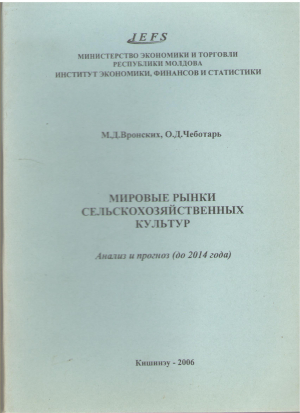 IEFS
МИНИСТЕРСТВО ЭКОНОМИКИ И ТОРГОВЛИ
РЕСПУБЛИКИ МОЛДОВА
ИНСТИТУТ ЭКОНОМИКИ, ФИНАНСОВ И СТАТИСТИКИ
М.Д.Вронских, О.Д.Чеботарь
МИРОВЫЕ РЫНКИ
СЕЛЬСКОХОЗЯЙСТВЕННЫХ
КУЛЬТУР
Анализ и прогноз (до 2014 года)
Кишинэу - 2006